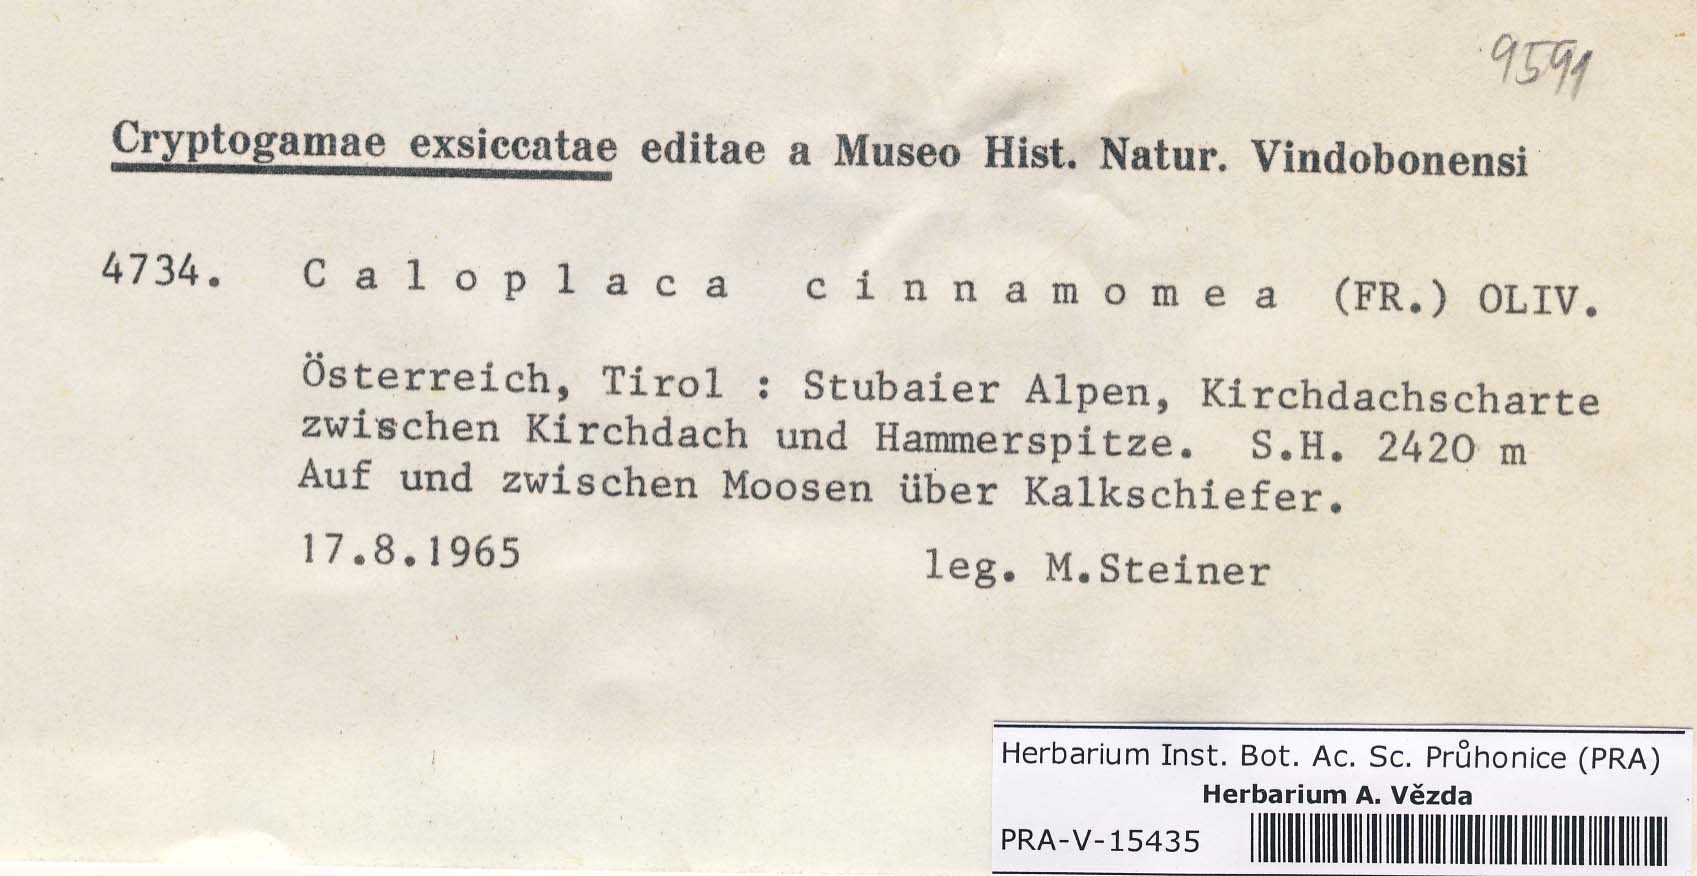 9591
Cryptogamae exsiccatae editae a Museo Hist. Natur. Vindobonensi
4734. Caloplaca cinnamomea (FR.) OLIV.
Österreich, Tirol : Stubaier Alpen, Kirchdachscharte
zwischen Kirchdach und Hammerspitze. S.H. 2420 m
Auf und zwischen Moosen über Kalkschiefer.
17.8.1965 leg. M.Steiner
Herbarium Inst. Bot. Ac. Sc. Průhonice (PRA)
Herbarium A. Vězda
PRA-V-15435